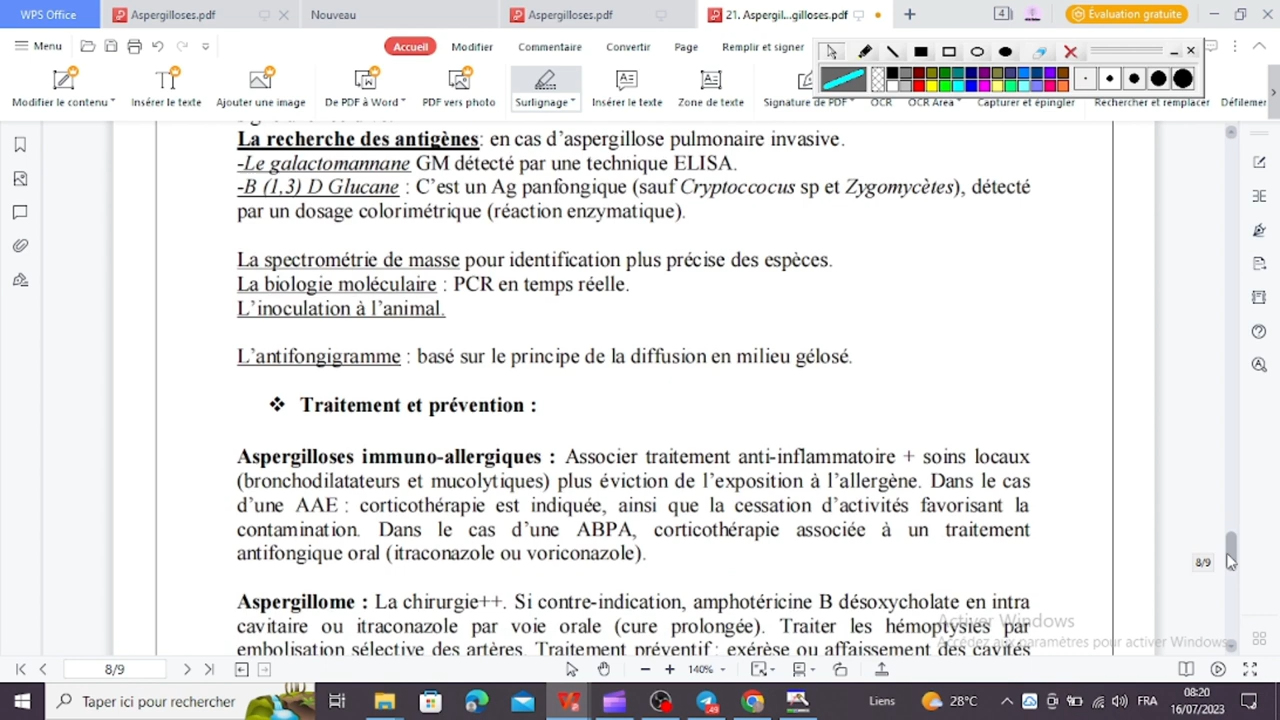 WPS Office
Aspergilloses.pdf
Nouveau
Aspergilloses.pdf
21. Aspergil...gilloses.pdf
4
Évaluation gratuite
Menu
Accueil
Modifier
Commentaire
Convertir
Page
Remplir et signer
Modifier le contenu
Insérer le texte
Ajouter une image
De PDF à Word
PDF vers photo
Surlignage
Insérer le texte
Zone de texte
Signature de PDF
OCR
OCR Area
Capturer et épingler
Rechercher et remplacer
Défilemer
La recherche des antigènes: en cas d'aspergillose pulmonaire invasive.
-Le galactomannane GM détecté par une technique ELISA.
-B (1,3) D Glucane : C'est un Ag panfongique (sauf Cryptoccocus sp et Zygomycètes), détecté
par un dosage colorimétrique (réaction enzymatique).
La spectrométrie de masse pour identification plus précise des espèces.
La biologie moléculaire : PCR en temps réelle.
L'inoculation à l'animal.
L'antifongigramme : basé sur le principe de la diffusion en milieu gélosé.
❖ Traitement et prévention :
Aspergilloses immuno-allergiques : Associer traitement anti-inflammatoire + soins locaux
(bronchodilatateurs et mucolytiques) plus éviction de l'exposition à l'allergène. Dans le cas
d'une AAE : corticothérapie est indiquée, ainsi que la cessation d'activités favorisant la
contamination. Dans le cas d'une ABPA, corticothérapie associée à un traitement
antifongique oral (itraconazole ou voriconazole).
Aspergillome : La chirurgie++. Si contre-indication, amphotéricine B désoxycholate en intra
cavitaire ou itraconazole par voie orale (cure prolongée). Traiter les hémoptysies par
embolisation sélective des artères. Traitement préventif : exérèse ou affaissement des cavités
8/9
Activer Windows
Accédez aux paramètres pour activer Windows.
8/9
140%
Taper ici pour rechercher
49
Liens
28°C
FRA
08:20
16/07/2023